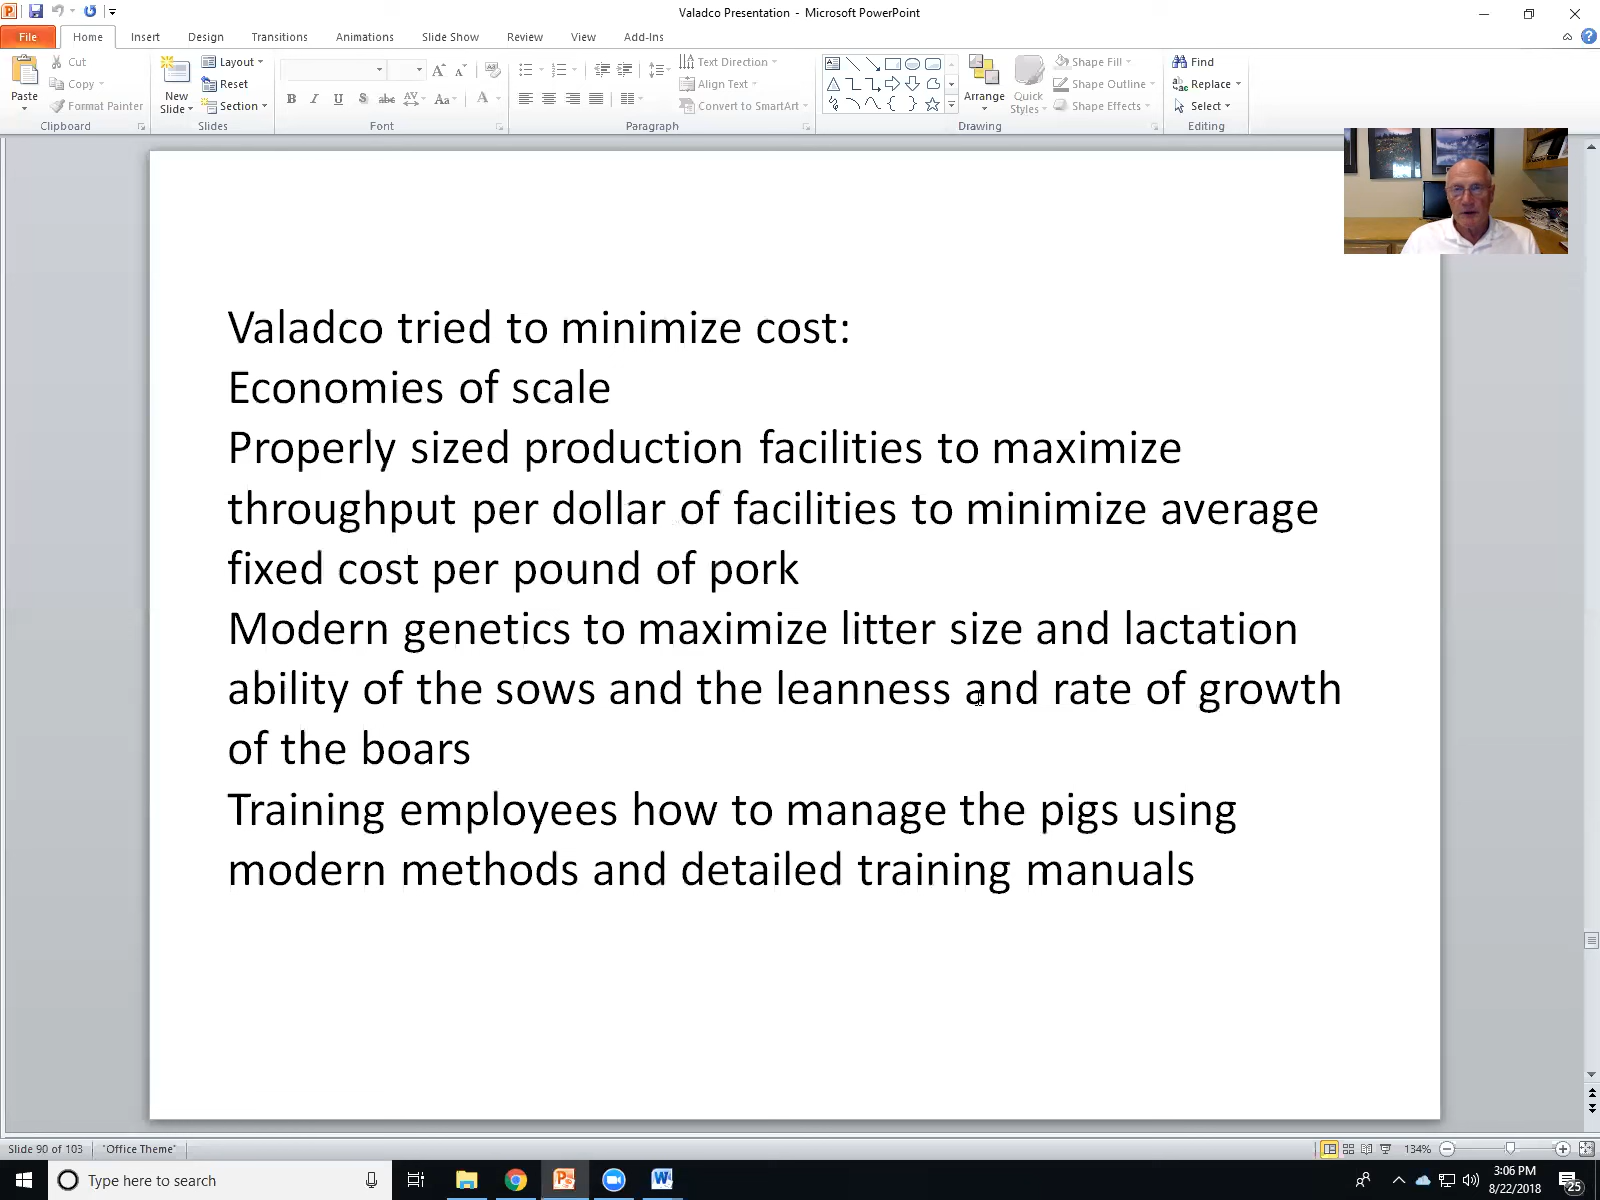 Valadco Presentation - Microsoft PowerPoint
File Home Insert Design Transitions Animations Slide Show Review View Add-Ins
Paste
Cut
Copy
Format Painter
Clipboard
New Slide
Layout
Reset
Section
Slides
B I U S abc AV Aa A
Font
Text Direction
Align Text
Convert to SmartArt
Paragraph
Arrange
Quick Styles
Shape Fill
Shape Outline
Shape Effects
Drawing
Find
Replace
Select
Editing
Valadco tried to minimize cost:
Economies of scale
Properly sized production facilities to maximize
throughput per dollar of facilities to minimize average
fixed cost per pound of pork
Modern genetics to maximize litter size and lactation
ability of the sows and the leanness and rate of growth
of the boars
Training employees how to manage the pigs using
modern methods and detailed training manuals
Slide 90 of 103 "Office Theme" 134%
Type here to search
3:06 PM
8/22/2018
25